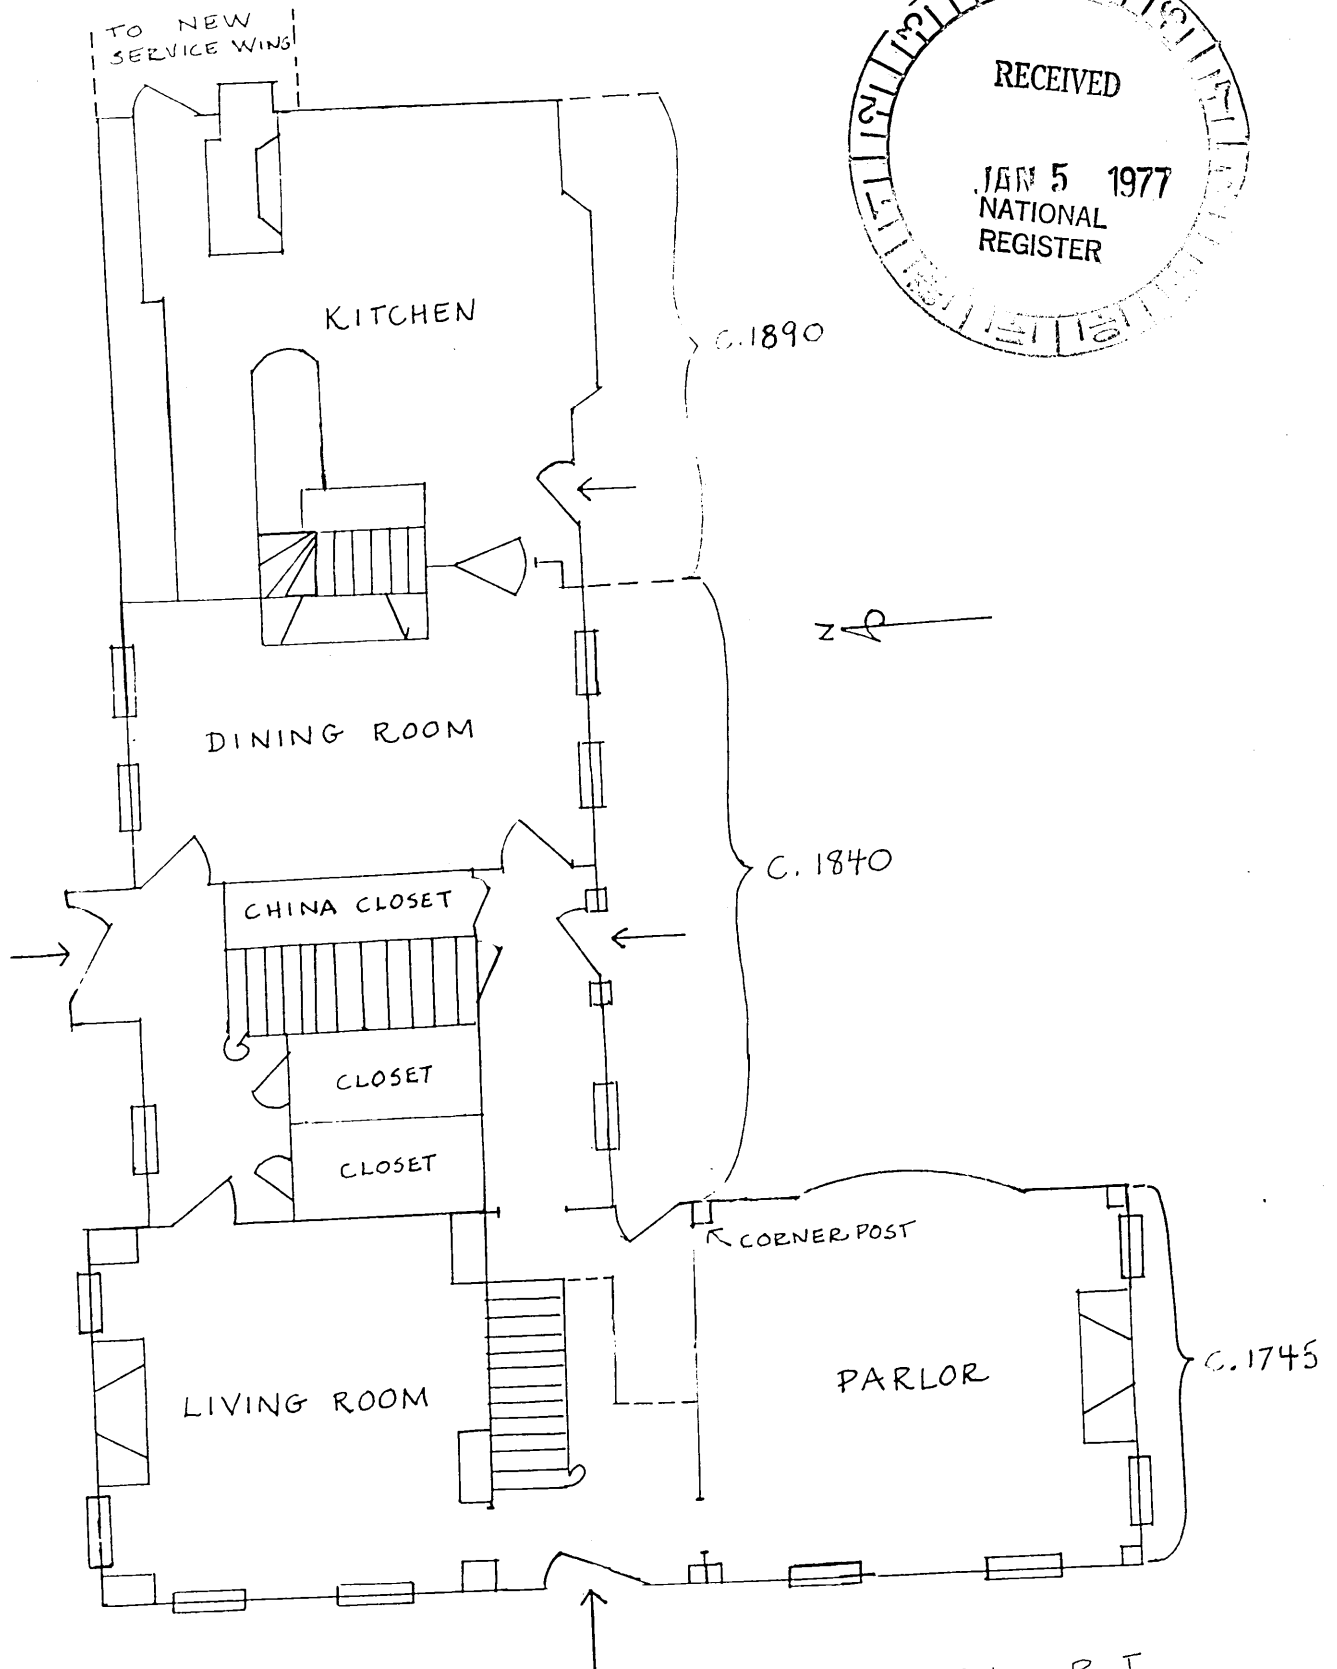 TO NEW
SERVICE WING
RECEIVED
JAN 5 1977
NATIONAL
REGISTER
KITCHEN
C.1890
N
DINING ROOM
C. 1840
CHINA CLOSET
CLOSET
CLOSET
CORNER POST
LIVING ROOM
PARLOR
C.1745
R I